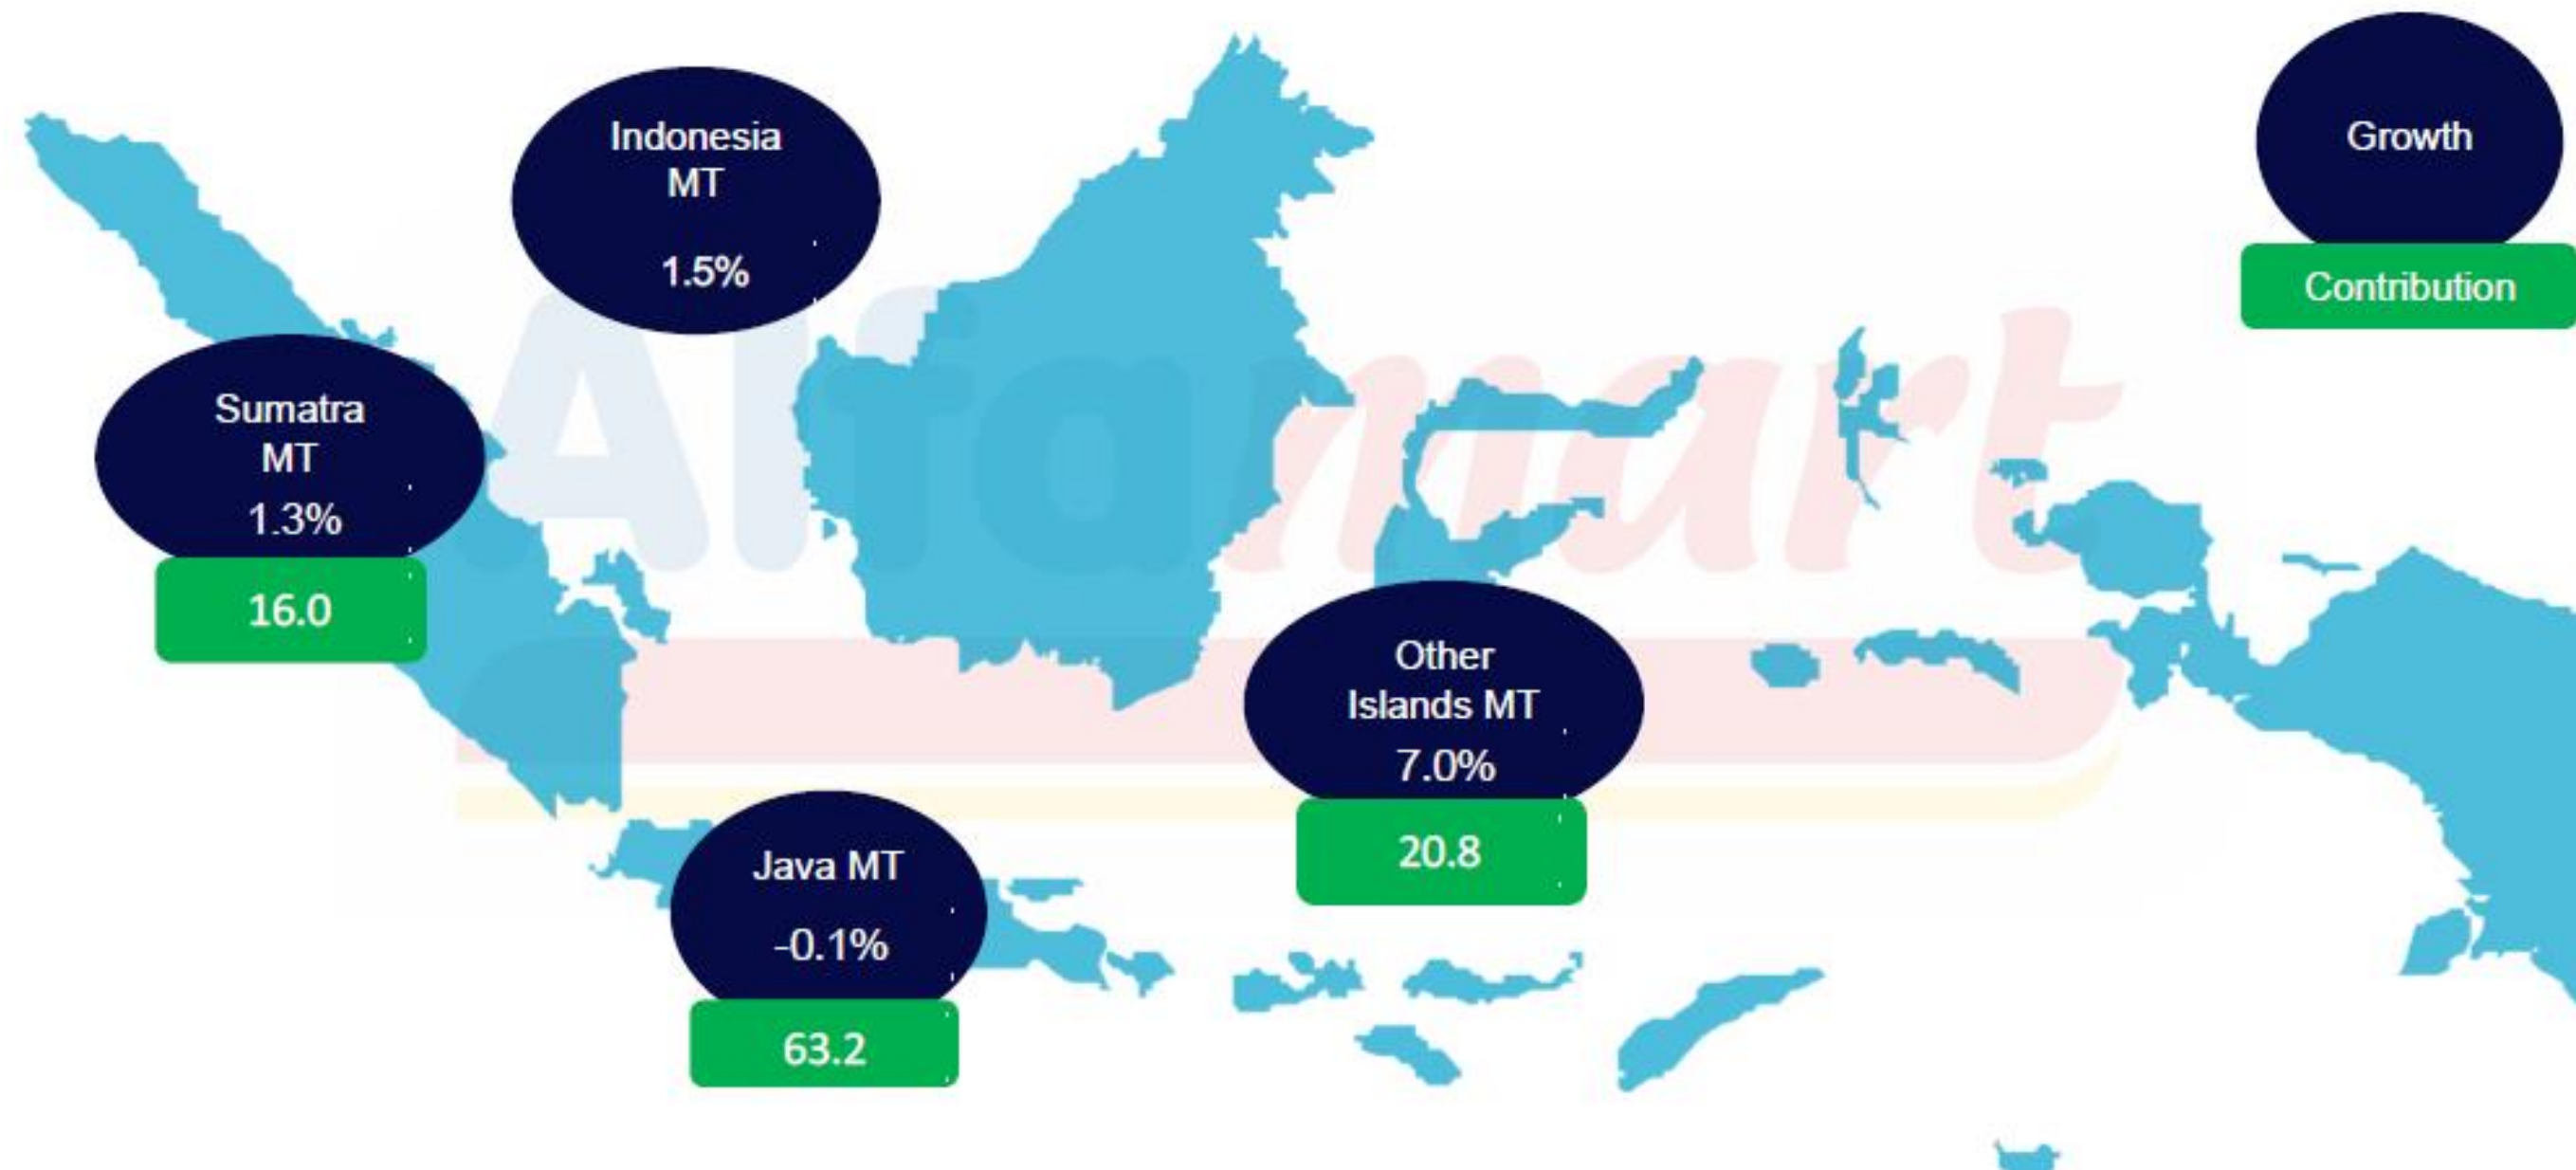 Indonesia
MT
1.5%
Growth
Contribution
Sumatra
MT
1.3%
16.0
Alfamart
Other
Islands MT
7.0%
20.8
Java MT
-0.1%
63.2